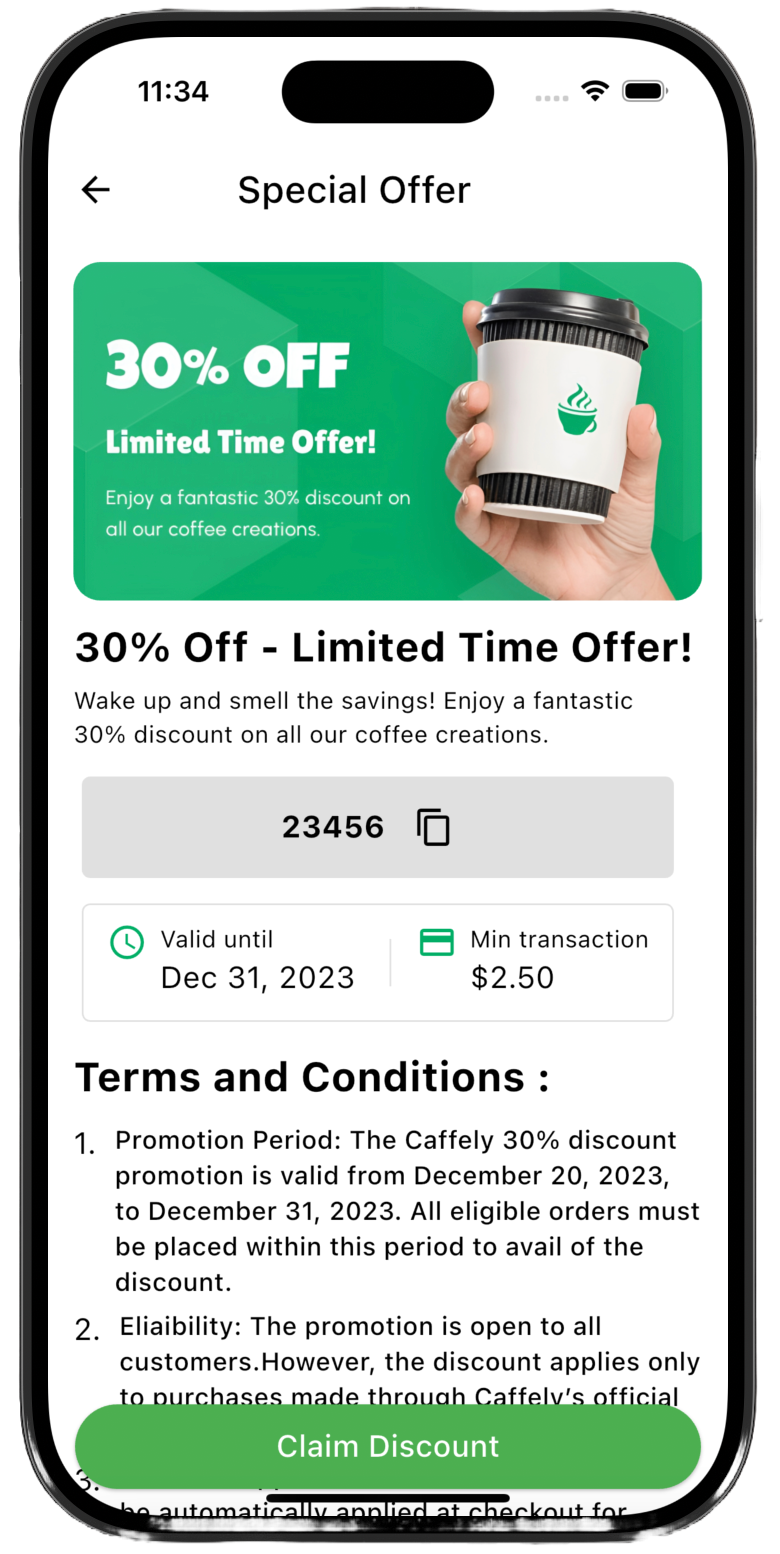 11:34
Special Offer
30% OFF
Limited Time Offer!
Enjoy a fantastic 30% discount on
all our coffee creations.
30% Off - Limited Time Offer!
Wake up and smell the savings! Enjoy a fantastic
30% discount on all our coffee creations.
23456
Valid until
Dec 31, 2023
Min transaction
$2.50
Terms and Conditions :
1. Promotion Period: The Caffely 30% discount
promotion is valid from December 20, 2023,
to December 31, 2023. All eligible orders must
be placed within this period to avail of the
discount.
2. Eliaibility: The promotion is open to all
customers.However, the discount applies only
to purchases made through Caffely’s official
Claim Discount
3.
be automatically applied at checkout for